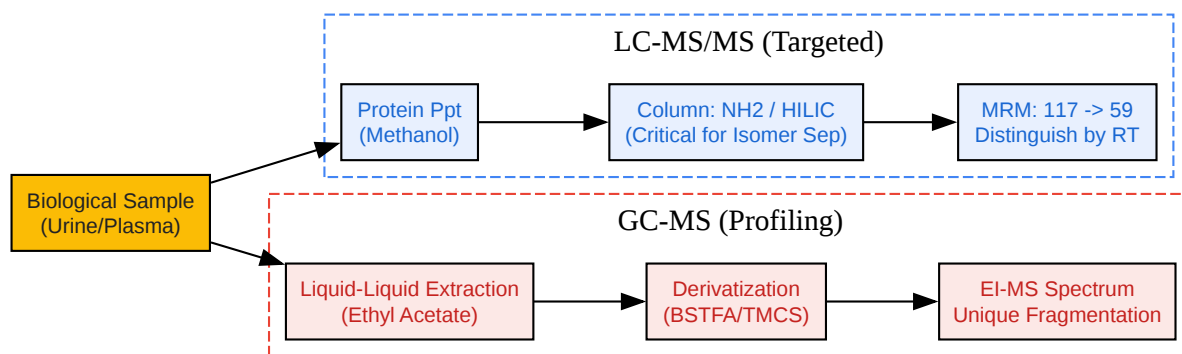 LC-MS/MS (Targeted)
Protein Ppt
(Methanol)
Column: NH2 / HILIC
(Critical for Isomer Sep)
MRM: 117 -> 59
Distinguish by RT
Biological Sample
(Urine/Plasma)
GC-MS (Profiling)
Liquid-Liquid Extraction
(Ethyl Acetate)
Derivatization
(BSTFA/TMCS)
EI-MS Spectrum
Unique Fragmentation